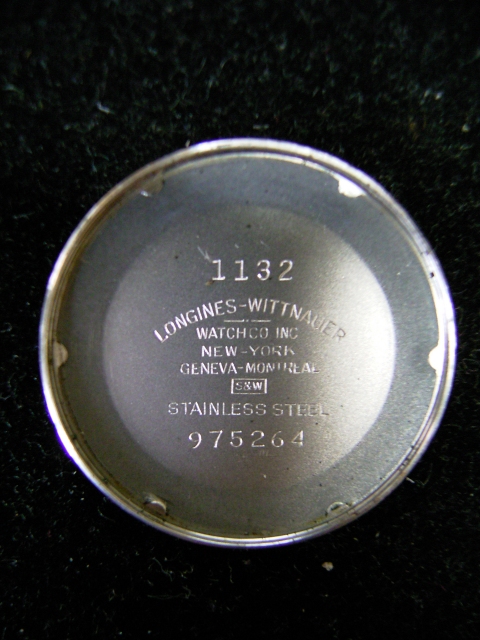 1132
LONGINES-WITTNAUER
WATCH CO INC
NEW-YORK
GENEVA-MONTREAL
S&W
STAINLESS STEEL
975264